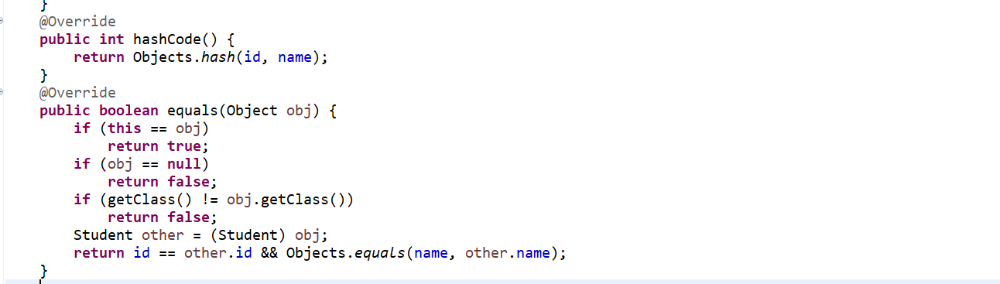 }
@Override
public int hashCode() {
return Objects.hash(id, name);
}
@Override
public boolean equals(Object obj) {
if (this == obj)
return true;
if (obj == null)
return false;
if (getClass() != obj.getClass())
return false;
Student other = (Student) obj;
return id == other.id && Objects.equals(name, other.name);
}